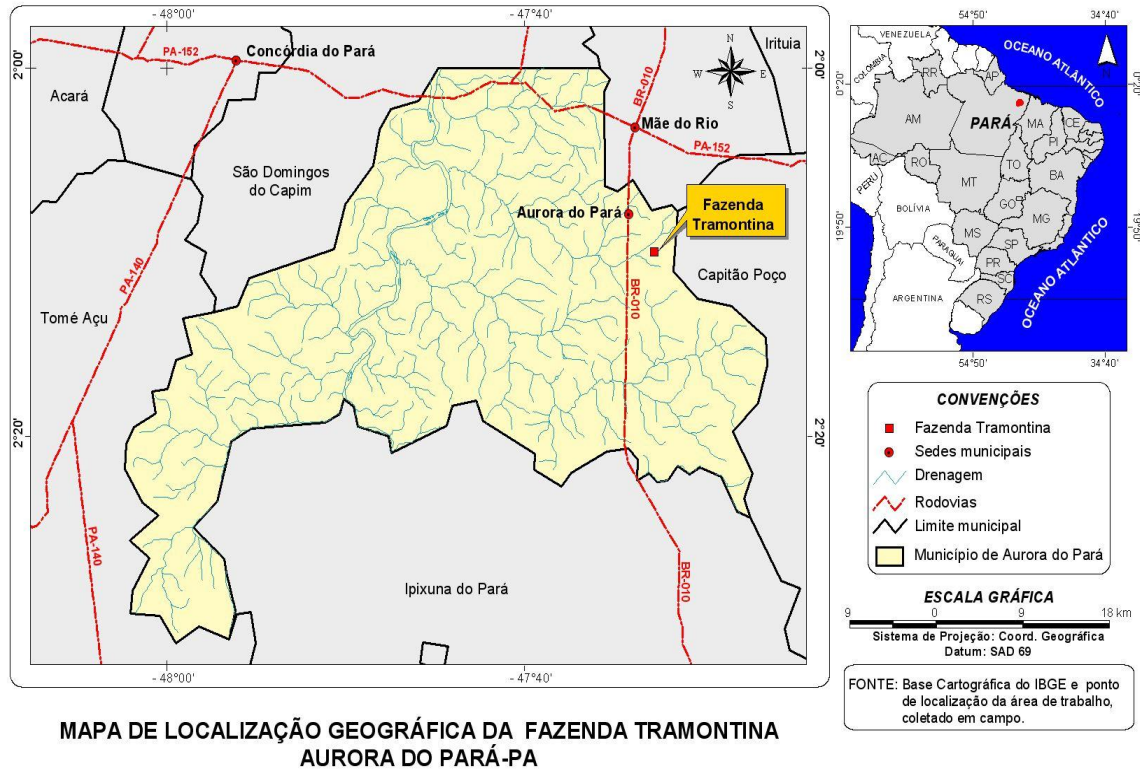 - 48°00'
- 47°40'
2°00'
PA-152
Concórdia do Pará
BR-010
N
W E
S
Irituia
2°00'
Acará
Mãe do Rio
PA-152
São Domingos
do Capim
Aurora do Pará
Fazenda
Tramontina
PA-140
Capitão Poço
BR-010
Tomé Açu
2°20'
2°20'
PA-140
Ipixuna do Pará
BR-010
- 48°00'
- 47°40'
MAPA DE LOCALIZAÇÃO GEOGRÁFICA DA FAZENDA TRAMONTINA
AURORA DO PARÁ-PA
54°50'
34°40'
VENEZUELA
OCEANO ATLÂNTICO
COLOMBIA
RR
AP
N
0°20'
0°20'
AM
PARÁ
MA
CE
PI
AC
RO
TO
BA
PERU
MT
BOLÍVIA
GO
MG
MS
SP
PARAGUAI
PR
SC
ARGENTINA
RS
OCEANO ATLÂNTICO
54°50'
34°40'
CONVENÇÕES
Fazenda Tramontina
Sedes municipais
Drenagem
Rodovias
Limite municipal
Município de Aurora do Pará
ESCALA GRÁFICA
9 0 9 18 km
Sistema de Projeção: Coord. Geográfica
Datum: SAD 69
FONTE: Base Cartográfica do IBGE e ponto
de localização da área de trabalho,
coletado em campo.